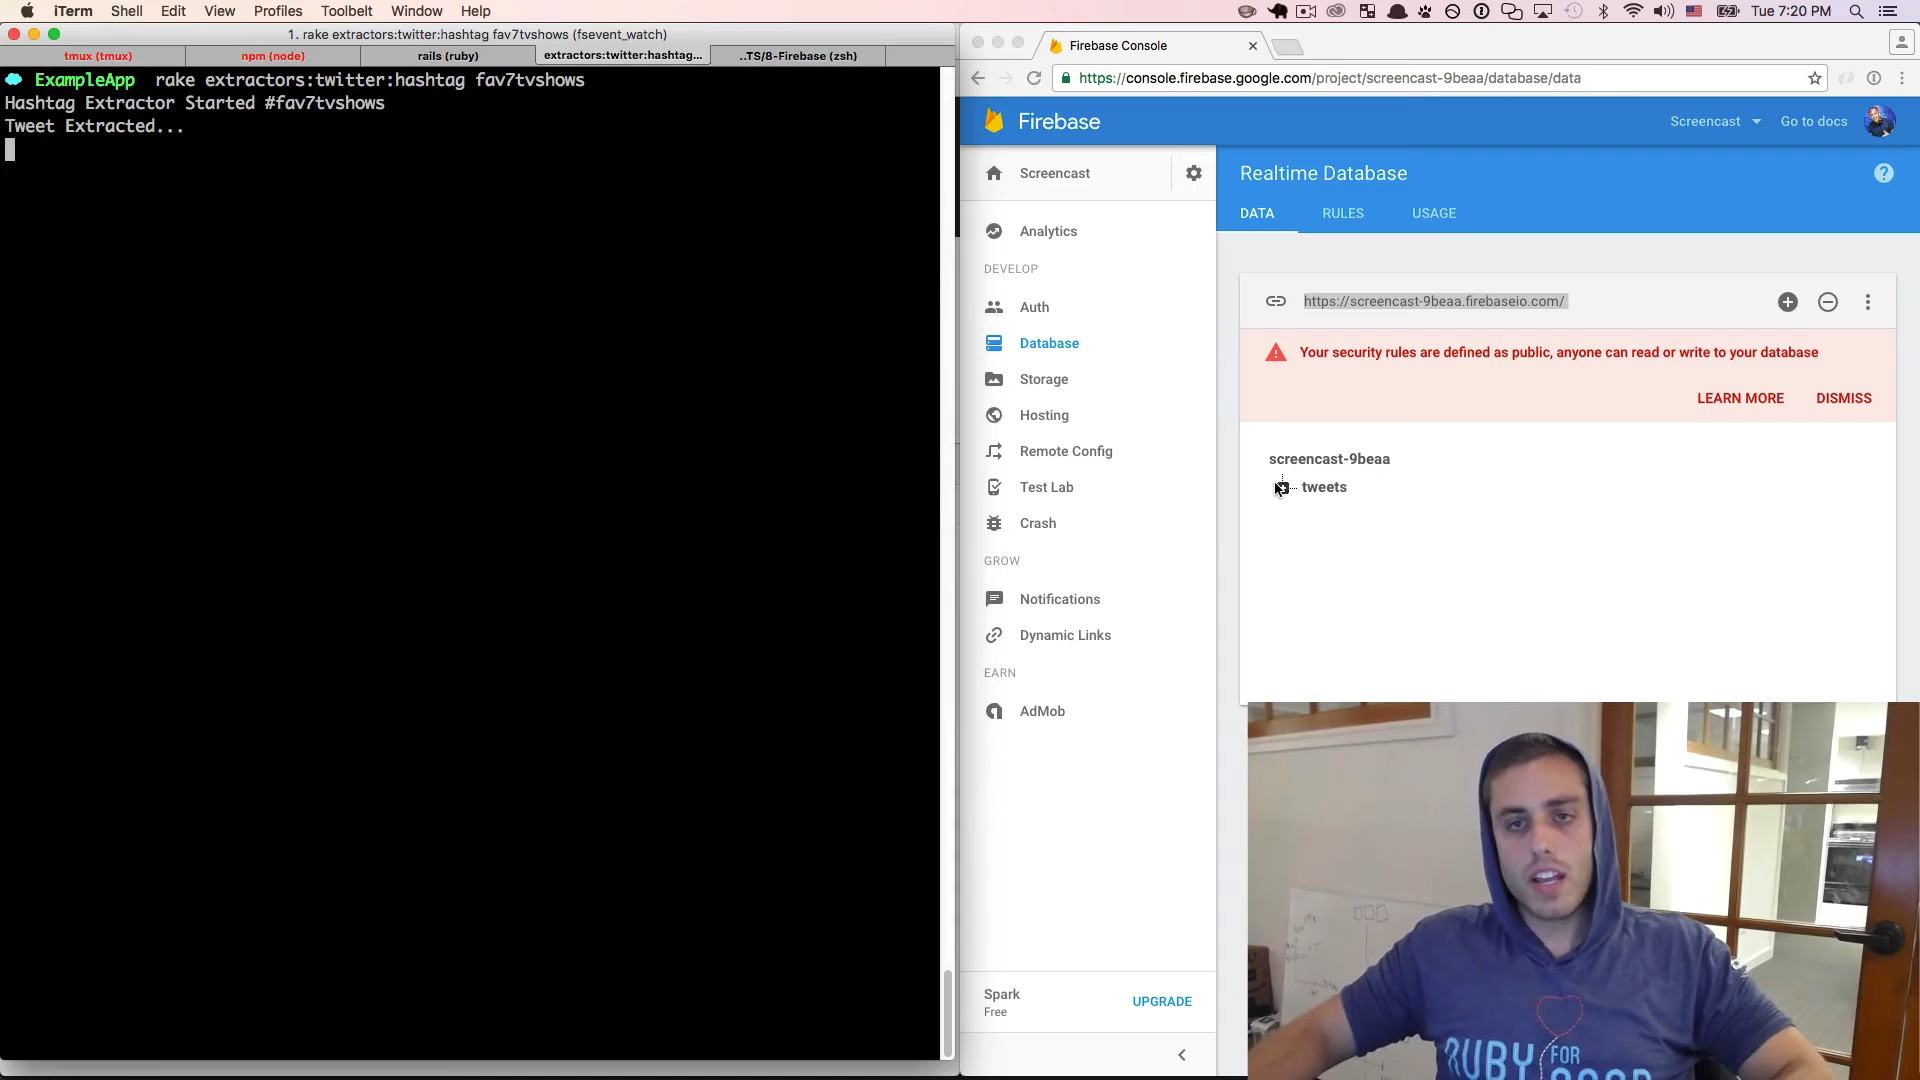 iTerm Shell Edit View Profiles Toolbelt Window Help
Tue 7:20 PM
1. rake extractors:twitter:hashtag fav7tvshows (fsevent_watch)
tmux (tmux) npm (node) rails (ruby) extractors:twitter:hashtag... ..TS/8-Firebase (zsh)
ExampleApp rake extractors:twitter:hashtag fav7tvshows
Hashtag Extractor Started #fav7tvshows
Tweet Extracted...
Firebase Console
https://console.firebase.google.com/project/screencast-9beaa/database/data
Firebase
Screencast
Go to docs
Screencast
Analytics
DEVELOP
Auth
Database
Storage
Hosting
Remote Config
Test Lab
Crash
GROW
Notifications
Dynamic Links
EARN
AdMob
Spark
Free
UPGRADE
Realtime Database
?
DATA RULES USAGE
https://screencast-9beaa.firebaseio.com/
Your security rules are defined as public, anyone can read or write to your database
LEARN MORE DISMISS
screencast-9beaa
tweets
RUBY FOR
GOOD